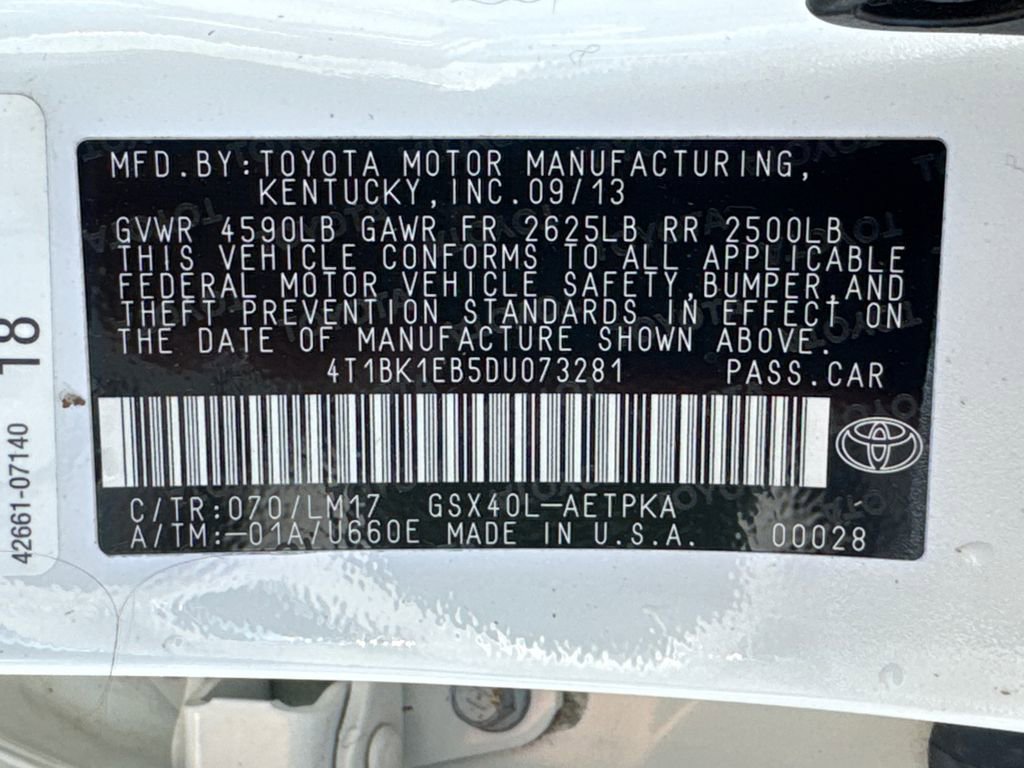 MFD.BY:TOYOTA MOTOR MANUFACTURING,
KENTUCKY,INC.09/13
GVWR 4590LB GAWR FR 2625LB RR 2500LB
THIS VEHICLE CONFORMS TO ALL APPLICABLE
FEDERAL MOTOR VEHICLE SAFETY,BUMPER,AND
THEFT PREVENTION STANDARDS IN EFFECT ON
THE DATE OF MANUFACTURE SHOWN ABOVE.
4T1BK1EB5DU073281 PASS.CAR
C/TR:070/LM17 GSX40L-AETPKA
A/TM:-01A/U660E MADE IN U.S.A. 00028
18
42661-07140